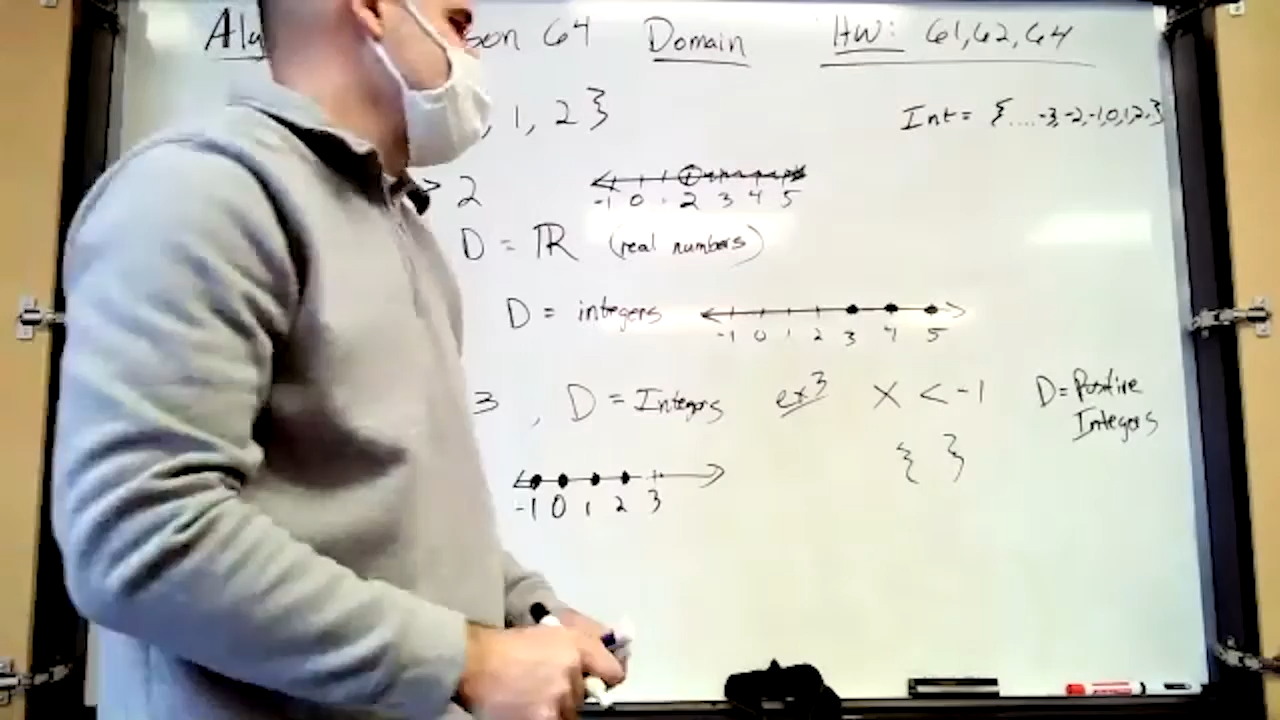 Alg son 64 Domain HW: 61, 62, 64
, 1, 2 } Int = { .... -3, -2, -1, 0, 1, 2, }
> 2
-1 0 2 3 4 5
D = ℝ (real numbers)
D = integers
-1 0 1 2 3 4 5
3 , D = Integers ex 3 X < -1 D = Positive
Integers
{ }
-1 0 1 2 3